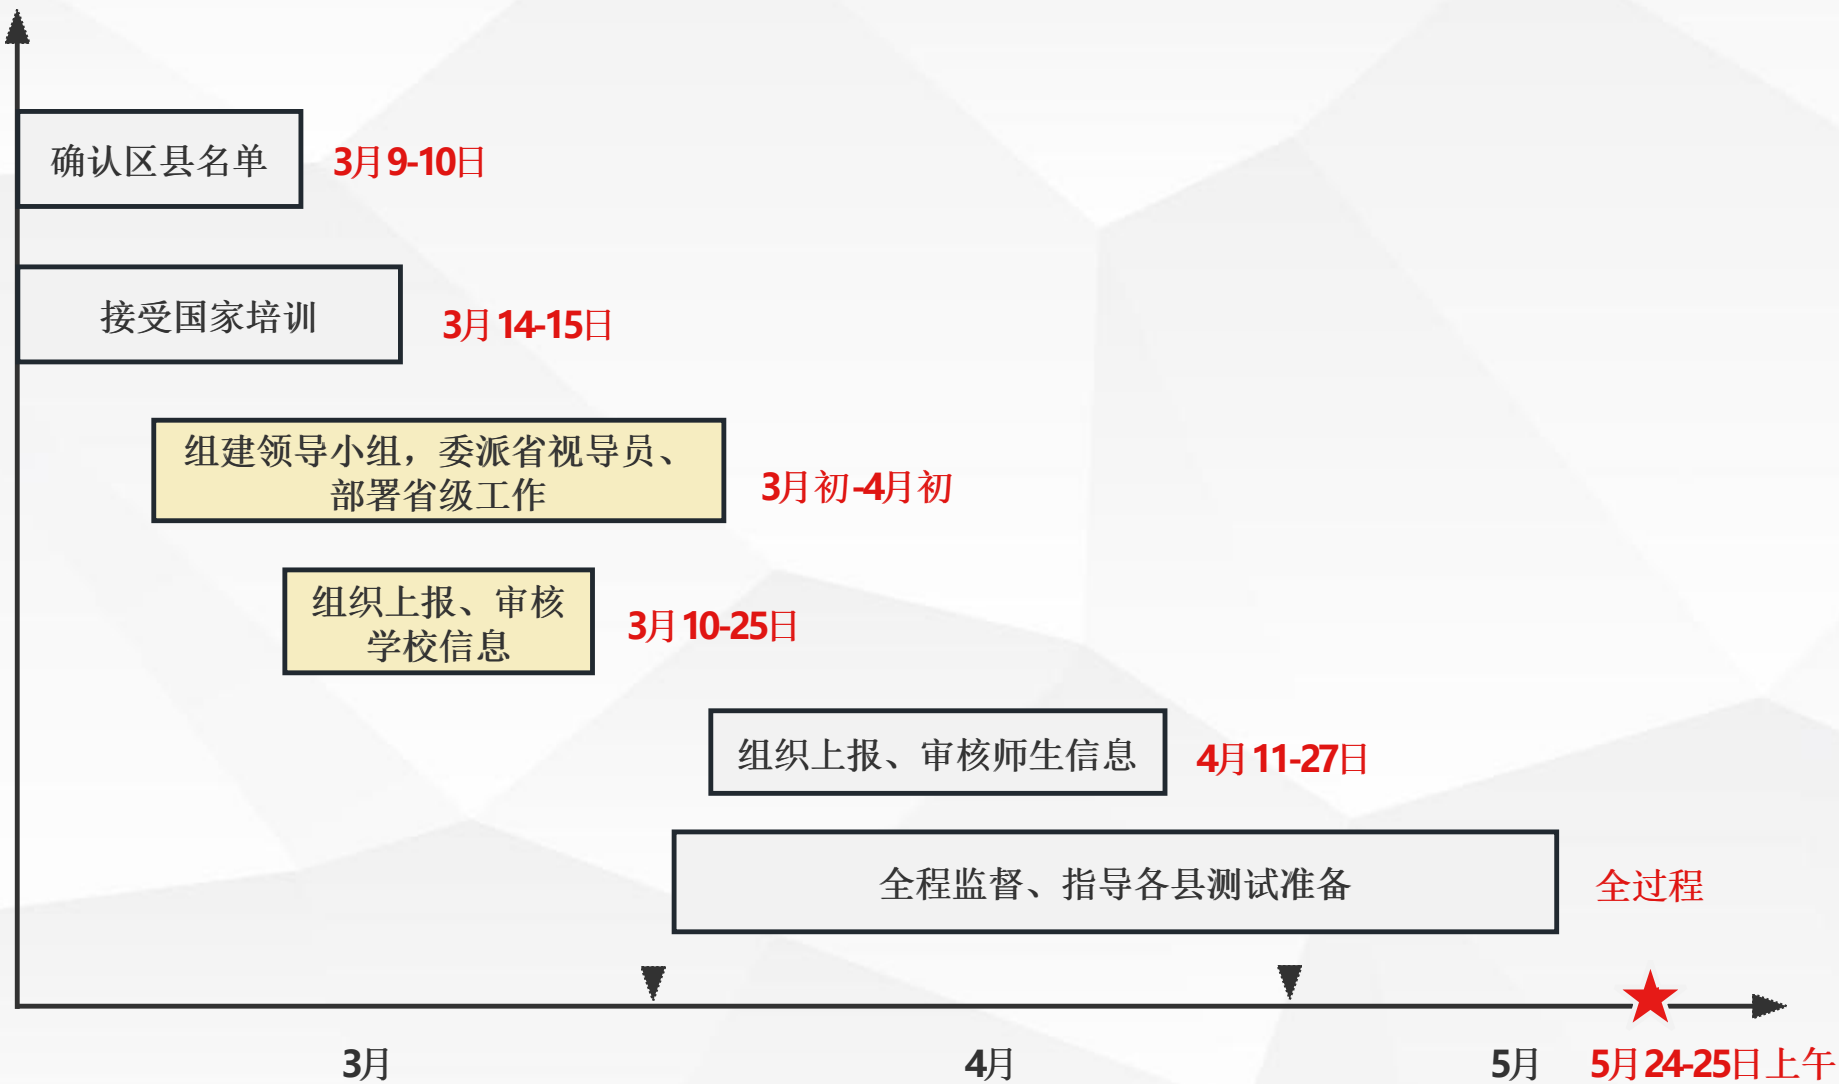 确认区县名单
3月9-10日
接受国家培训
3月14-15日
组建领导小组，委派省视导员、
部署省级工作
3月初-4月初
组织上报、审核
学校信息
3月10-25日
组织上报、审核师生信息
4月11-27日
全程监督、指导各县测试准备
全过程
3月
4月
5月
5月24-25日上午